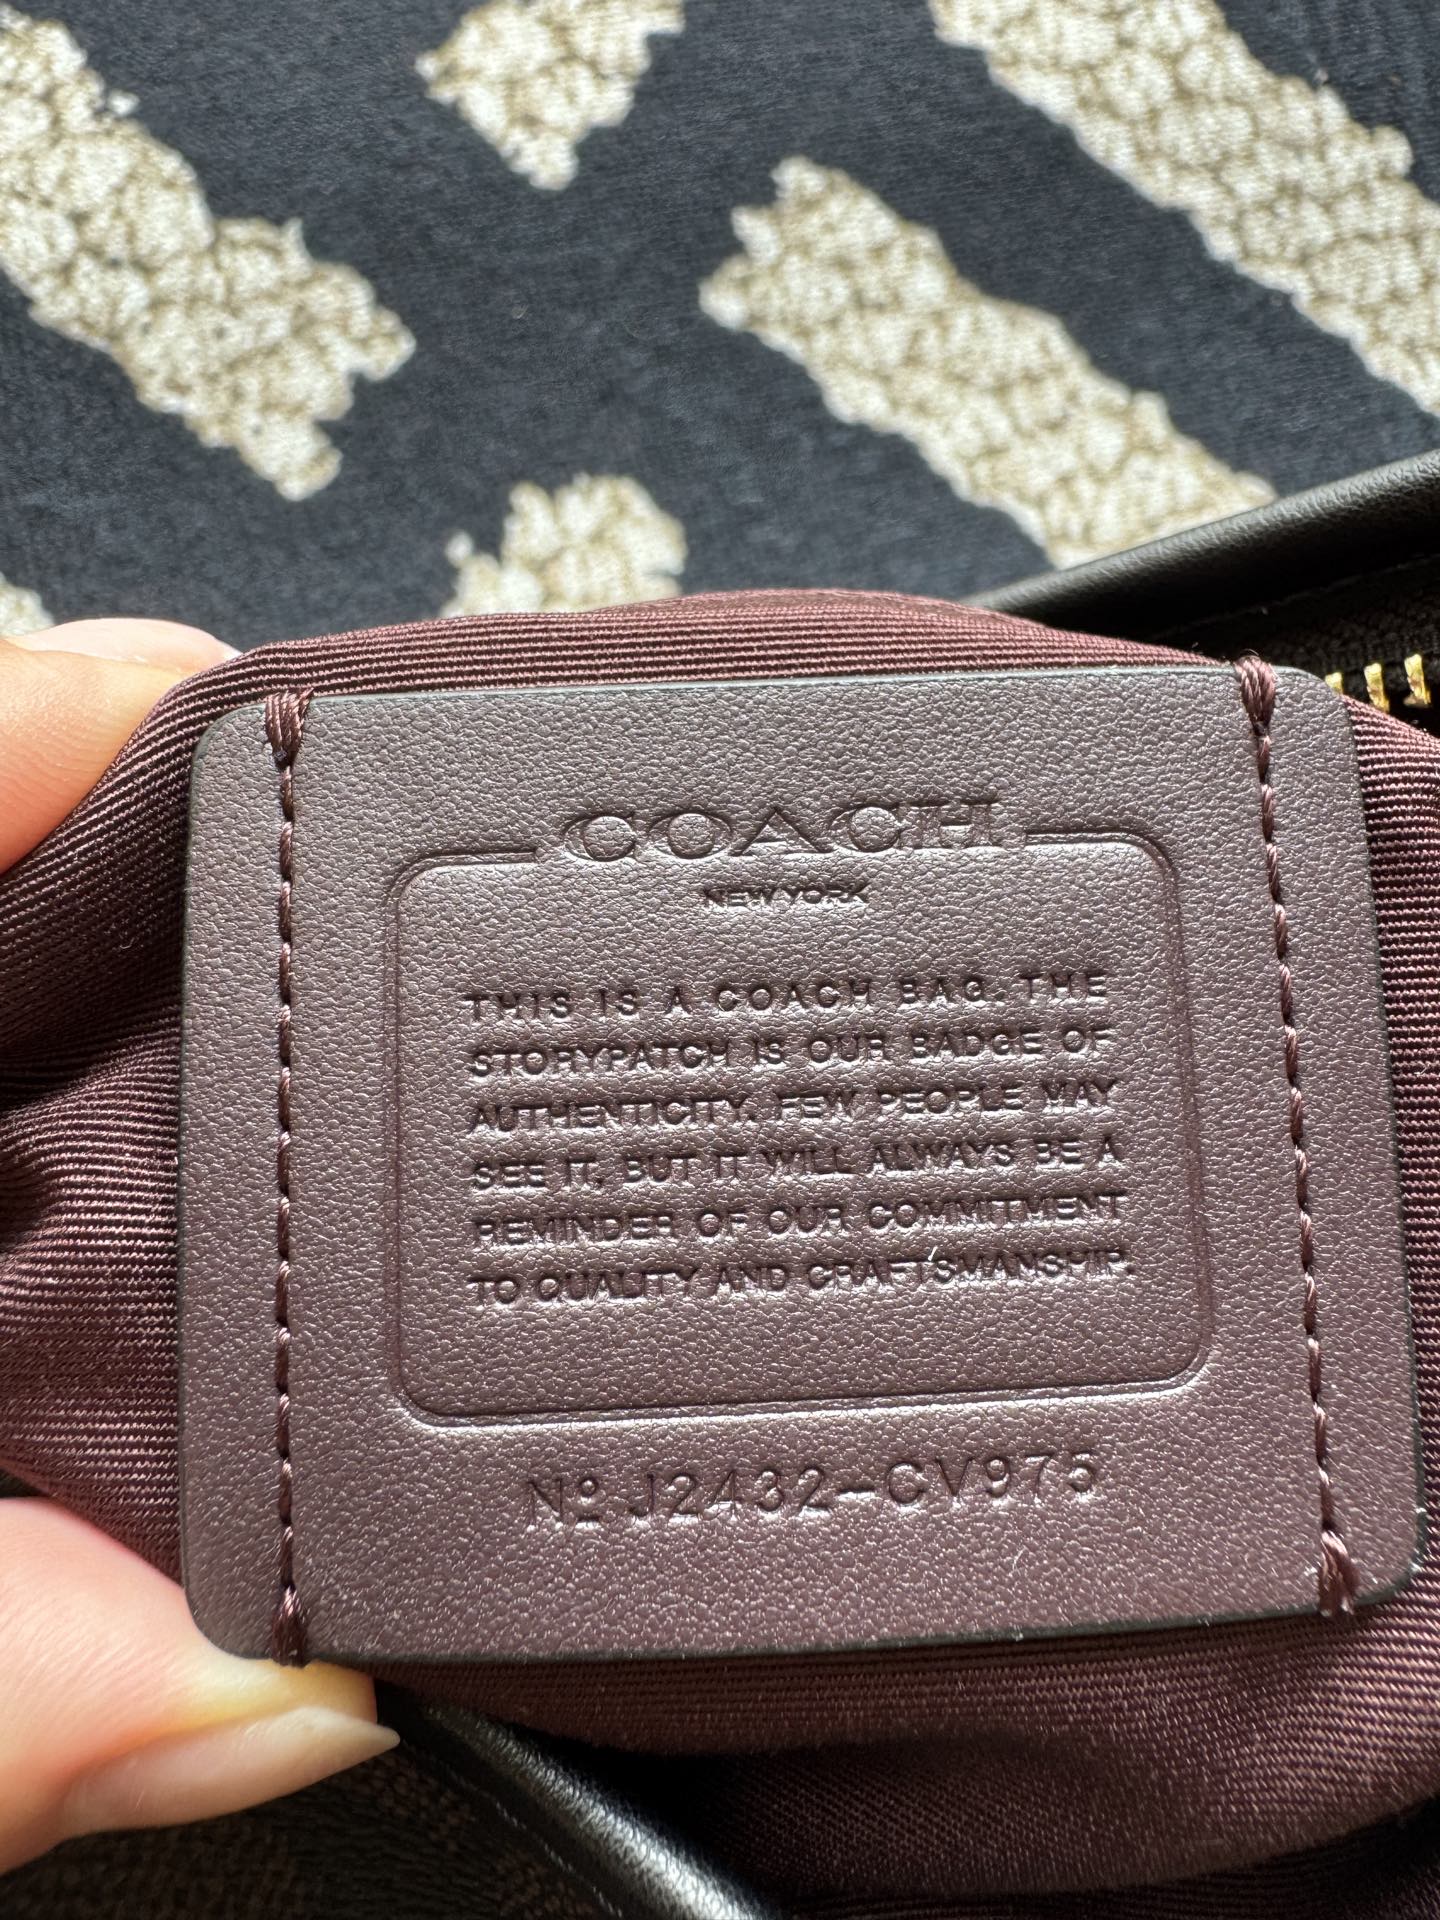 COACH
NEW YORK
THIS IS A COACH BAG. THE
STORYPATCH IS OUR BADGE OF
AUTHENTICITY. FEW PEOPLE MAY
SEE IT, BUT IT WILL ALWAYS BE A
REMINDER OF OUR COMMITMENT
TO QUALITY AND CRAFTSMANSHIP.
Nº J2432-CV975